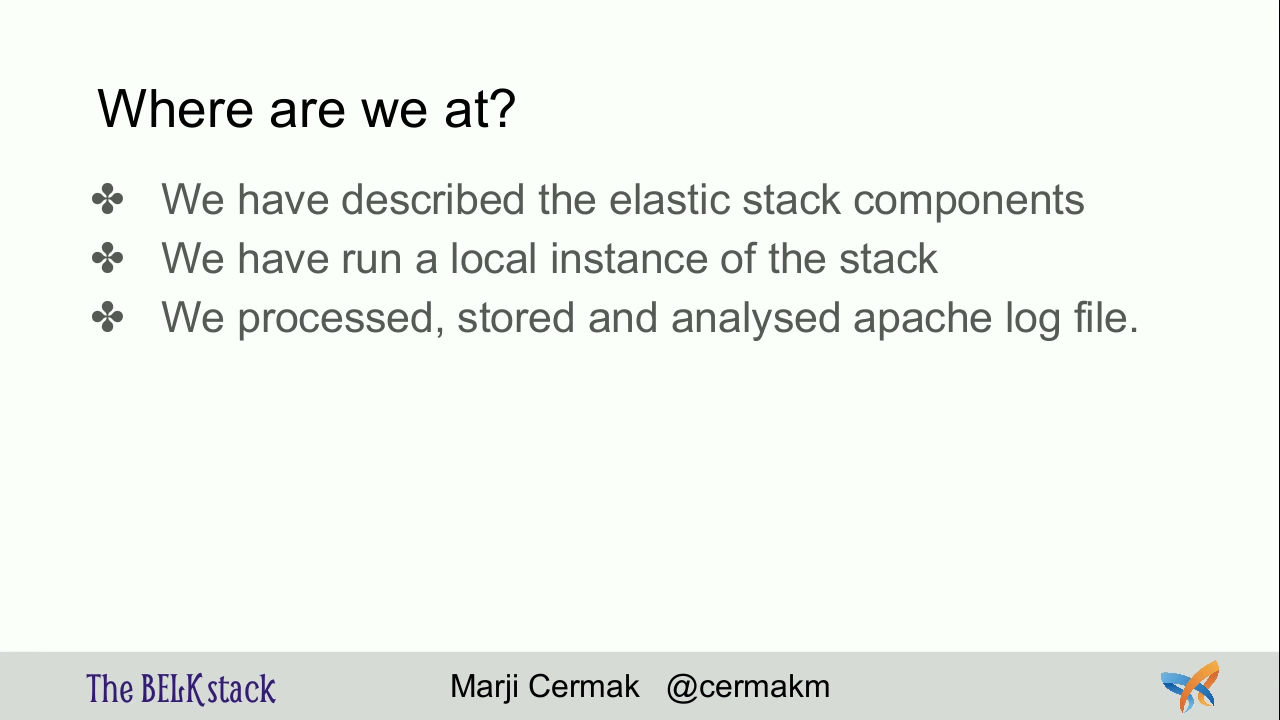 Where are we at?
✤ We have described the elastic stack components
✤ We have run a local instance of the stack
✤ We processed, stored and analysed apache log file.
The BELK stack
Marji Cermak @cermakm